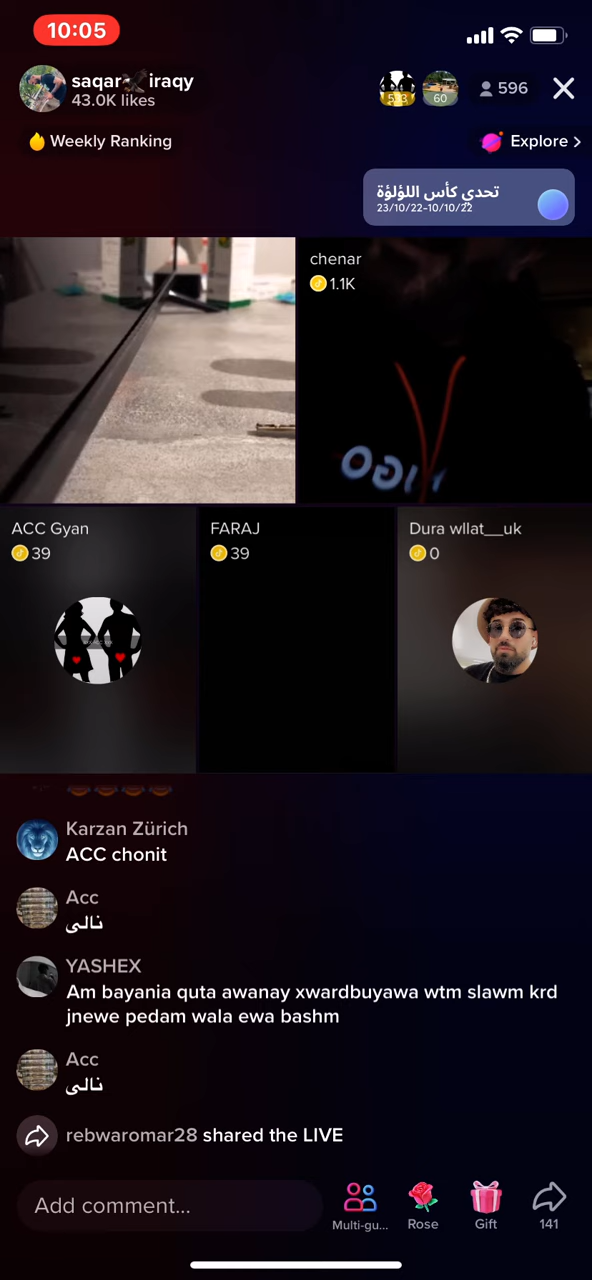 10:05
saqar🦅iraqy
43.0K likes
60
596
Weekly Ranking
Explore >
تحدي كأس اللؤلؤة
23/10/22-10/10/22
chenar
1.1K
ACC Gyan
39
FARAJ
39
Dura wllat__uk
0
Karzan Zürich
ACC chonit
Acc
نالی
YASHEX
Am bayania quta awanay xwardbuyawa wtm slawm krd
jnewe pedam wala ewa bashm
Acc
نالی
rebwaromar28 shared the LIVE
Add comment...
Multi-gu...
Rose
Gift
141